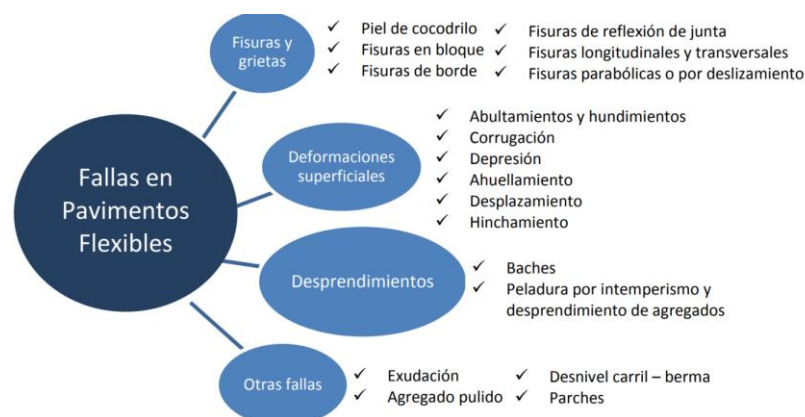 Fallas en
Pavimentos
Flexibles
Fisuras y
grietas
✓ Piel de cocodrilo
✓ Fisuras en bloque
✓ Fisuras de borde
✓ Fisuras de reflexión de junta
✓ Fisuras longitudinales y transversales
✓ Fisuras parabólicas o por deslizamiento
Deformaciones
superficiales
✓ Abultamientos y hundimientos
✓ Corrugación
✓ Depresión
✓ Ahuellamiento
✓ Desplazamiento
✓ Hinchamiento
Desprendimientos
✓ Baches
✓ Peladura por intemperismo y
desprendimiento de agregados
Otras fallas
✓ Exudación
✓ Agregado pulido
✓ Desnivel carril – berma
✓ Parches